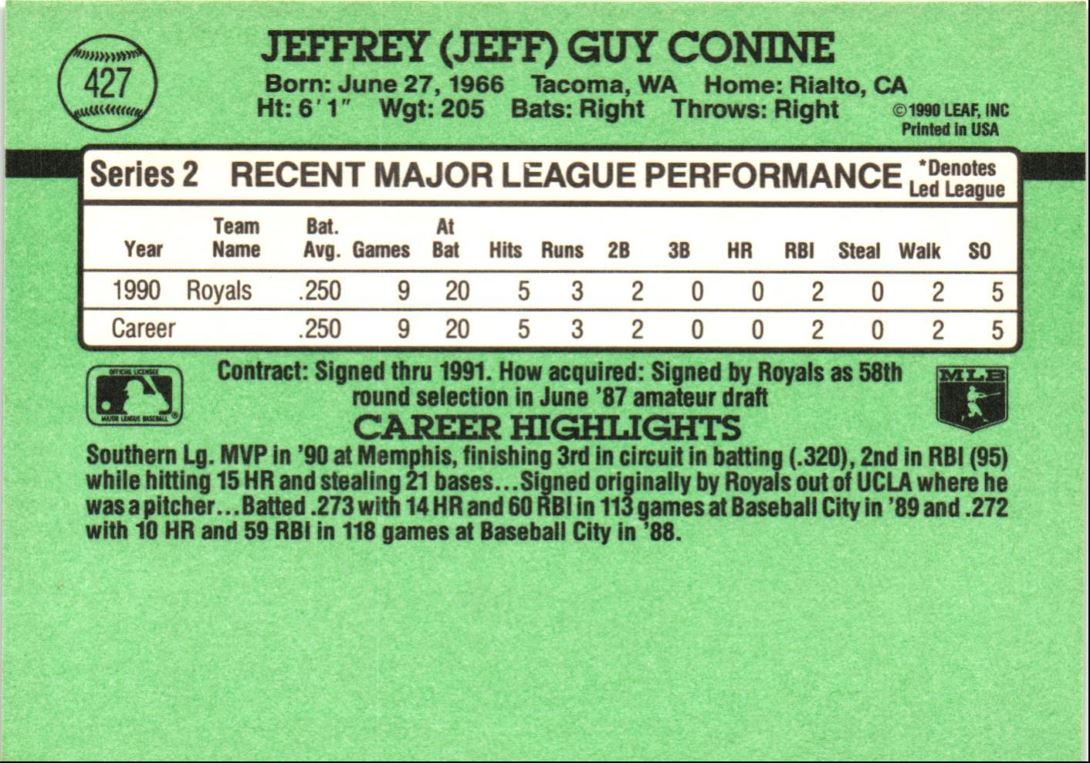 427
JEFFREY (JEFF) GUY CONINE
Born: June 27, 1966 Tacoma, WA Home: Rialto, CA
Ht: 6' 1" Wgt: 205 Bats: Right Throws: Right
©1990 LEAF, INC
Printed in USA
Series 2 RECENT MAJOR LEAGUE PERFORMANCE *Denotes
Led League
Team Bat. At
Year Name Avg. Games Bat Hits Runs 2B 3B HR RBI Steal Walk SO
1990 Royals .250 9 20 5 3 2 0 0 2 0 2 5
Career .250 9 20 5 3 2 0 0 2 0 2 5
OFFICIAL LICENSEE
MAJOR LEAGUE BASEBALL
Contract: Signed thru 1991. How acquired: Signed by Royals as 58th
round selection in June '87 amateur draft
MLB
CAREER HIGHLIGHTS
Southern Lg. MVP in '90 at Memphis, finishing 3rd in circuit in batting (.320), 2nd in RBI (95)
while hitting 15 HR and stealing 21 bases...Signed originally by Royals out of UCLA where he
was a pitcher...Batted .273 with 14 HR and 60 RBI in 113 games at Baseball City in '89 and .272
with 10 HR and 59 RBI in 118 games at Baseball City in '88.